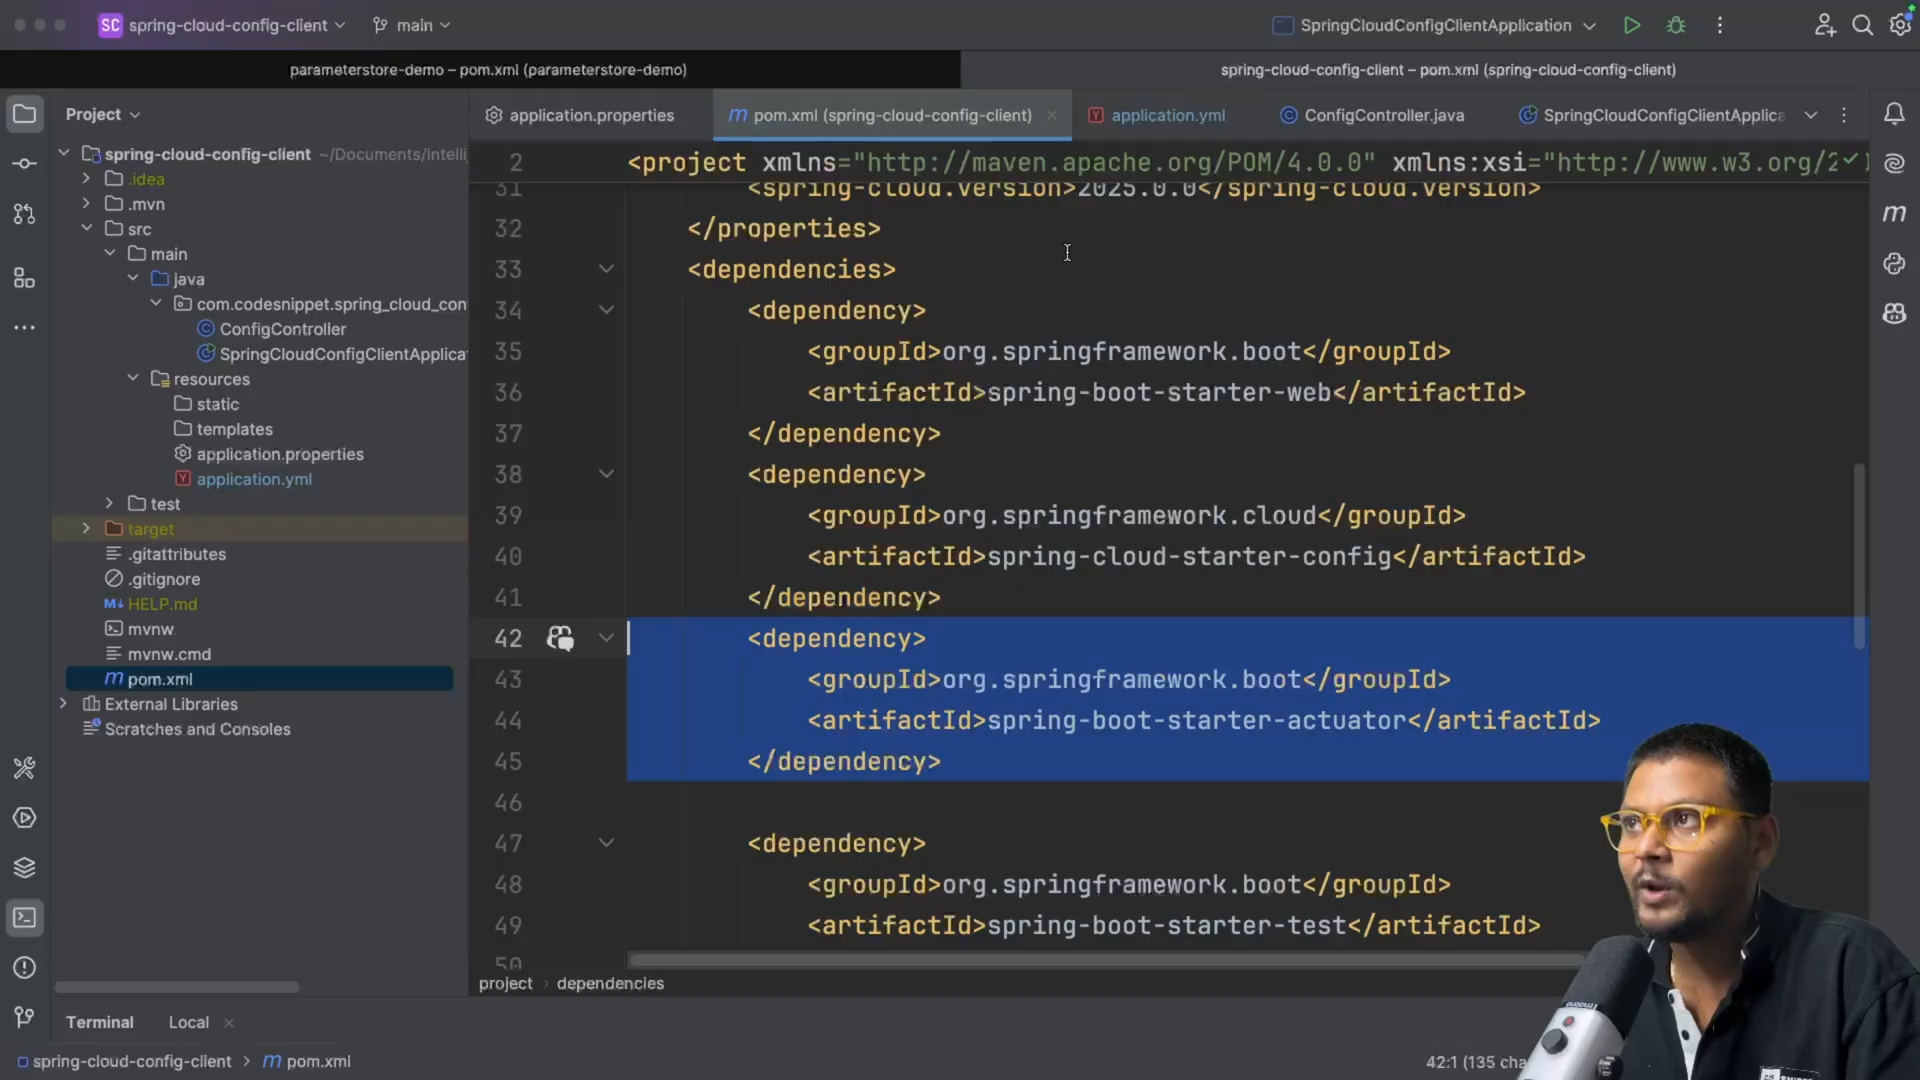 SC spring-cloud-config-client
main
SpringCloudConfigClientApplication
parameterstore-demo – pom.xml (parameterstore-demo)
spring-cloud-config-client – pom.xml (spring-cloud-config-client)
Project
application.properties
pom.xml (spring-cloud-config-client)
application.yml
ConfigController.java
SpringCloudConfigClientApplica
spring-cloud-config-client ~/Documents/Intelli
.idea
.mvn
src
main
java
com.codesnippet.spring_cloud_con
ConfigController
SpringCloudConfigClientApplica
resources
static
templates
application.properties
application.yml
test
target
.gitattributes
.gitignore
HELP.md
mvnw
mvnw.cmd
pom.xml
External Libraries
Scratches and Consoles
2 <project xmlns="http://maven.apache.org/POM/4.0.0" xmlns:xsi="http://www.w3.org/2
31 <spring-cloud.version>2025.0.0</spring-cloud.version>
32 </properties>
33 <dependencies>
34 <dependency>
35 <groupId>org.springframework.boot</groupId>
36 <artifactId>spring-boot-starter-web</artifactId>
37 </dependency>
38 <dependency>
39 <groupId>org.springframework.cloud</groupId>
40 <artifactId>spring-cloud-starter-config</artifactId>
41 </dependency>
42 <dependency>
43 <groupId>org.springframework.boot</groupId>
44 <artifactId>spring-boot-starter-actuator</artifactId>
45 </dependency>
46
47 <dependency>
48 <groupId>org.springframework.boot</groupId>
49 <artifactId>spring-boot-starter-test</artifactId>
50
project > dependencies
Terminal Local
spring-cloud-config-client > pom.xml
42:1 (135 cha